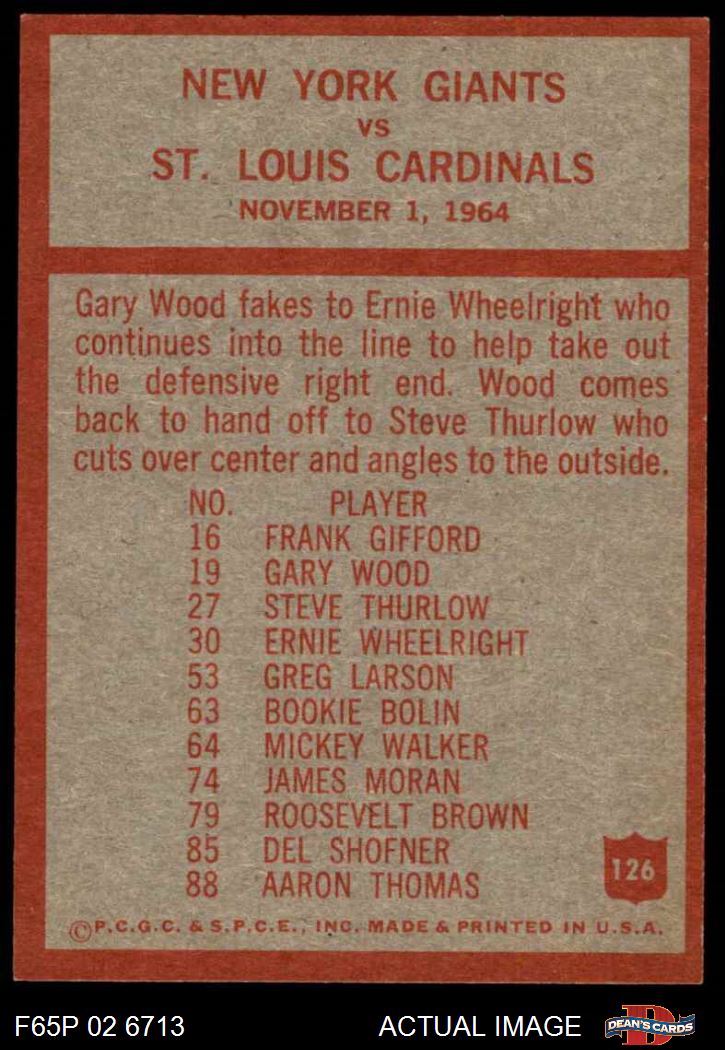 NEW YORK GIANTS
VS
ST. LOUIS CARDINALS
NOVEMBER 1, 1964
Gary Wood fakes to Ernie Wheelright who
continues into the line to help take out
the defensive right end. Wood comes
back to hand off to Steve Thurlow who
cuts over center and angles to the outside.
NO. PLAYER
16 FRANK GIFFORD
19 GARY WOOD
27 STEVE THURLOW
30 ERNIE WHEELRIGHT
53 GREG LARSON
63 BOOKIE BOLIN
64 MICKEY WALKER
74 JAMES MORAN
79 ROOSEVELT BROWN
85 DEL SHOFNER
88 AARON THOMAS
126
©P.C.G.C. & S.P.C.E., INC. MADE & PRINTED IN U.S.A.
F65P 02 6713 ACTUAL IMAGE D DEAN'S CARDS